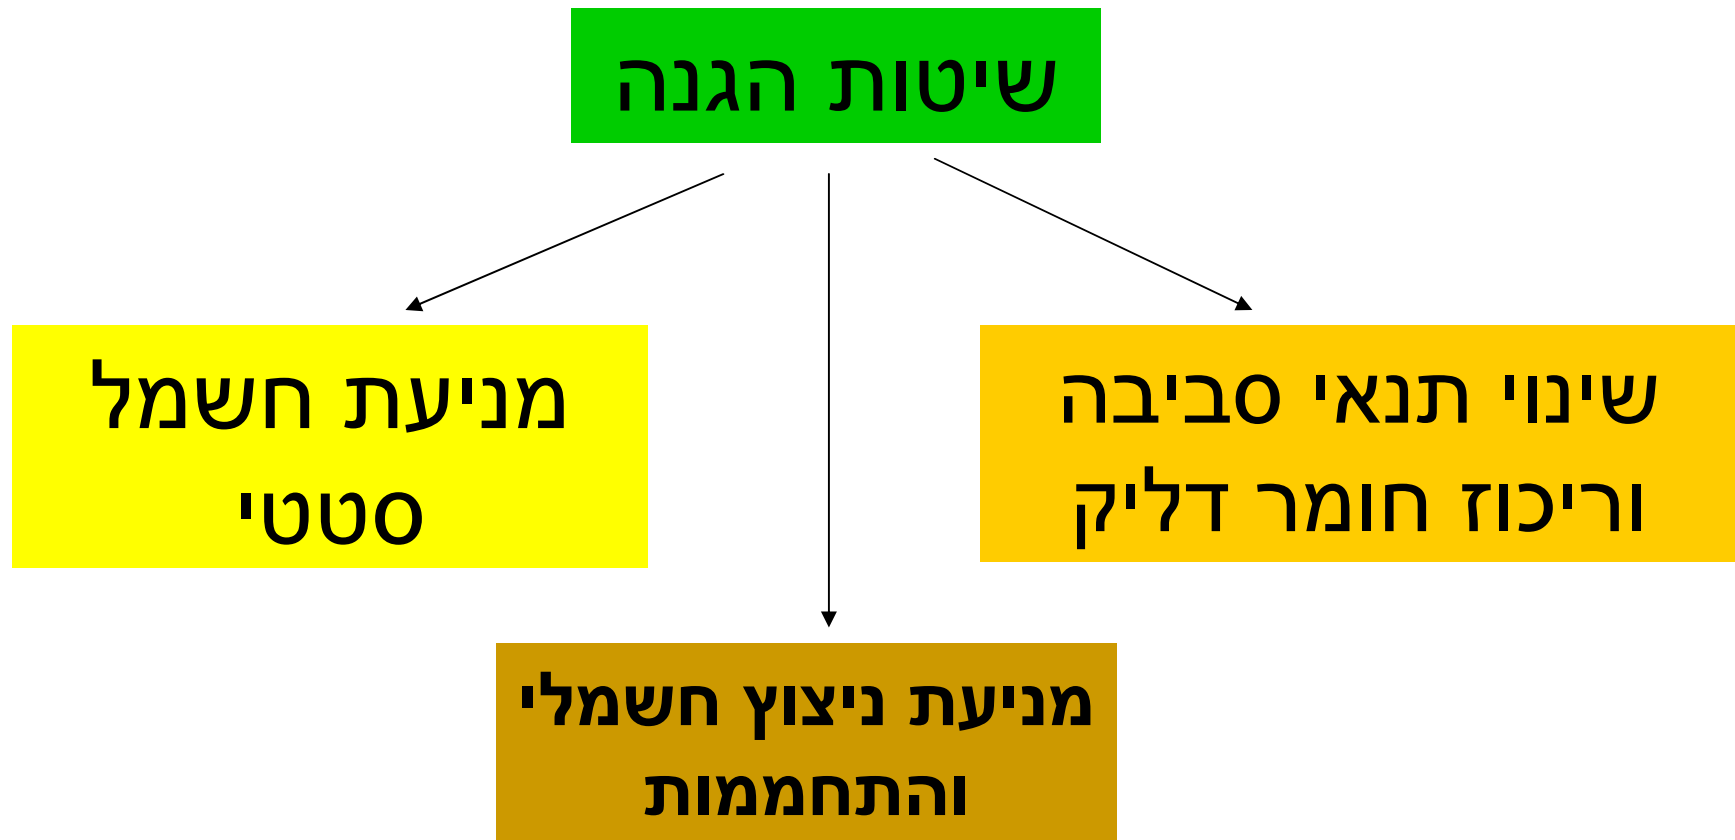 שיטות הגנה
שינוי תנאי סביבה
וריכוז חומר דליק
מניעת חשמל
סטטי
מניעת ניצוץ חשמלי
והתחממות